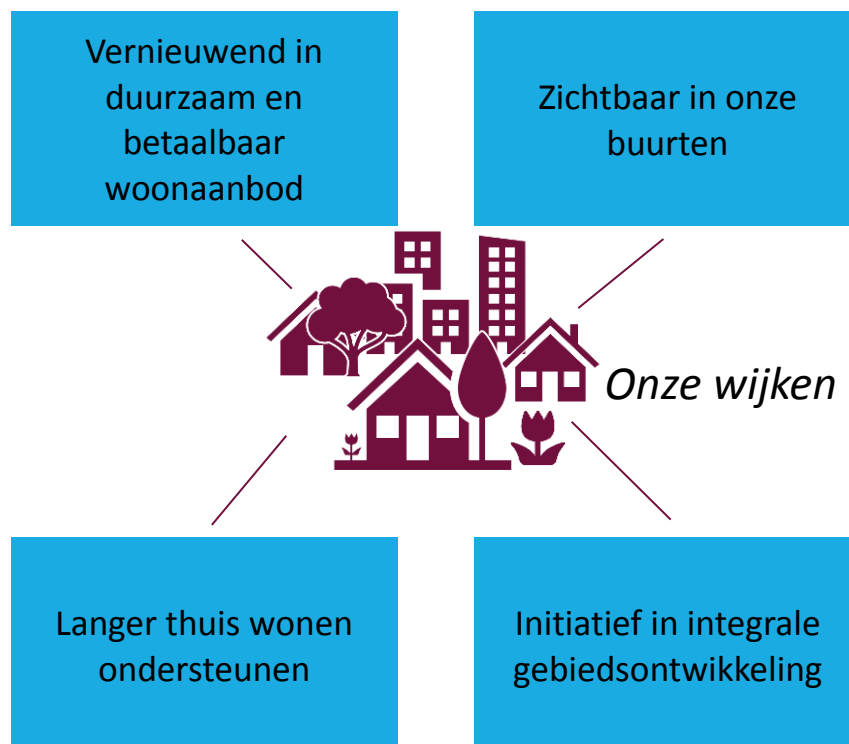 Vernieuwend in
duurzaam en
betaalbaar
woonaanbod
Zichtbaar in onze
buurten
Onze wijken
Langer thuis wonen
ondersteunen
Initiatief in integrale
gebiedsontwikkeling